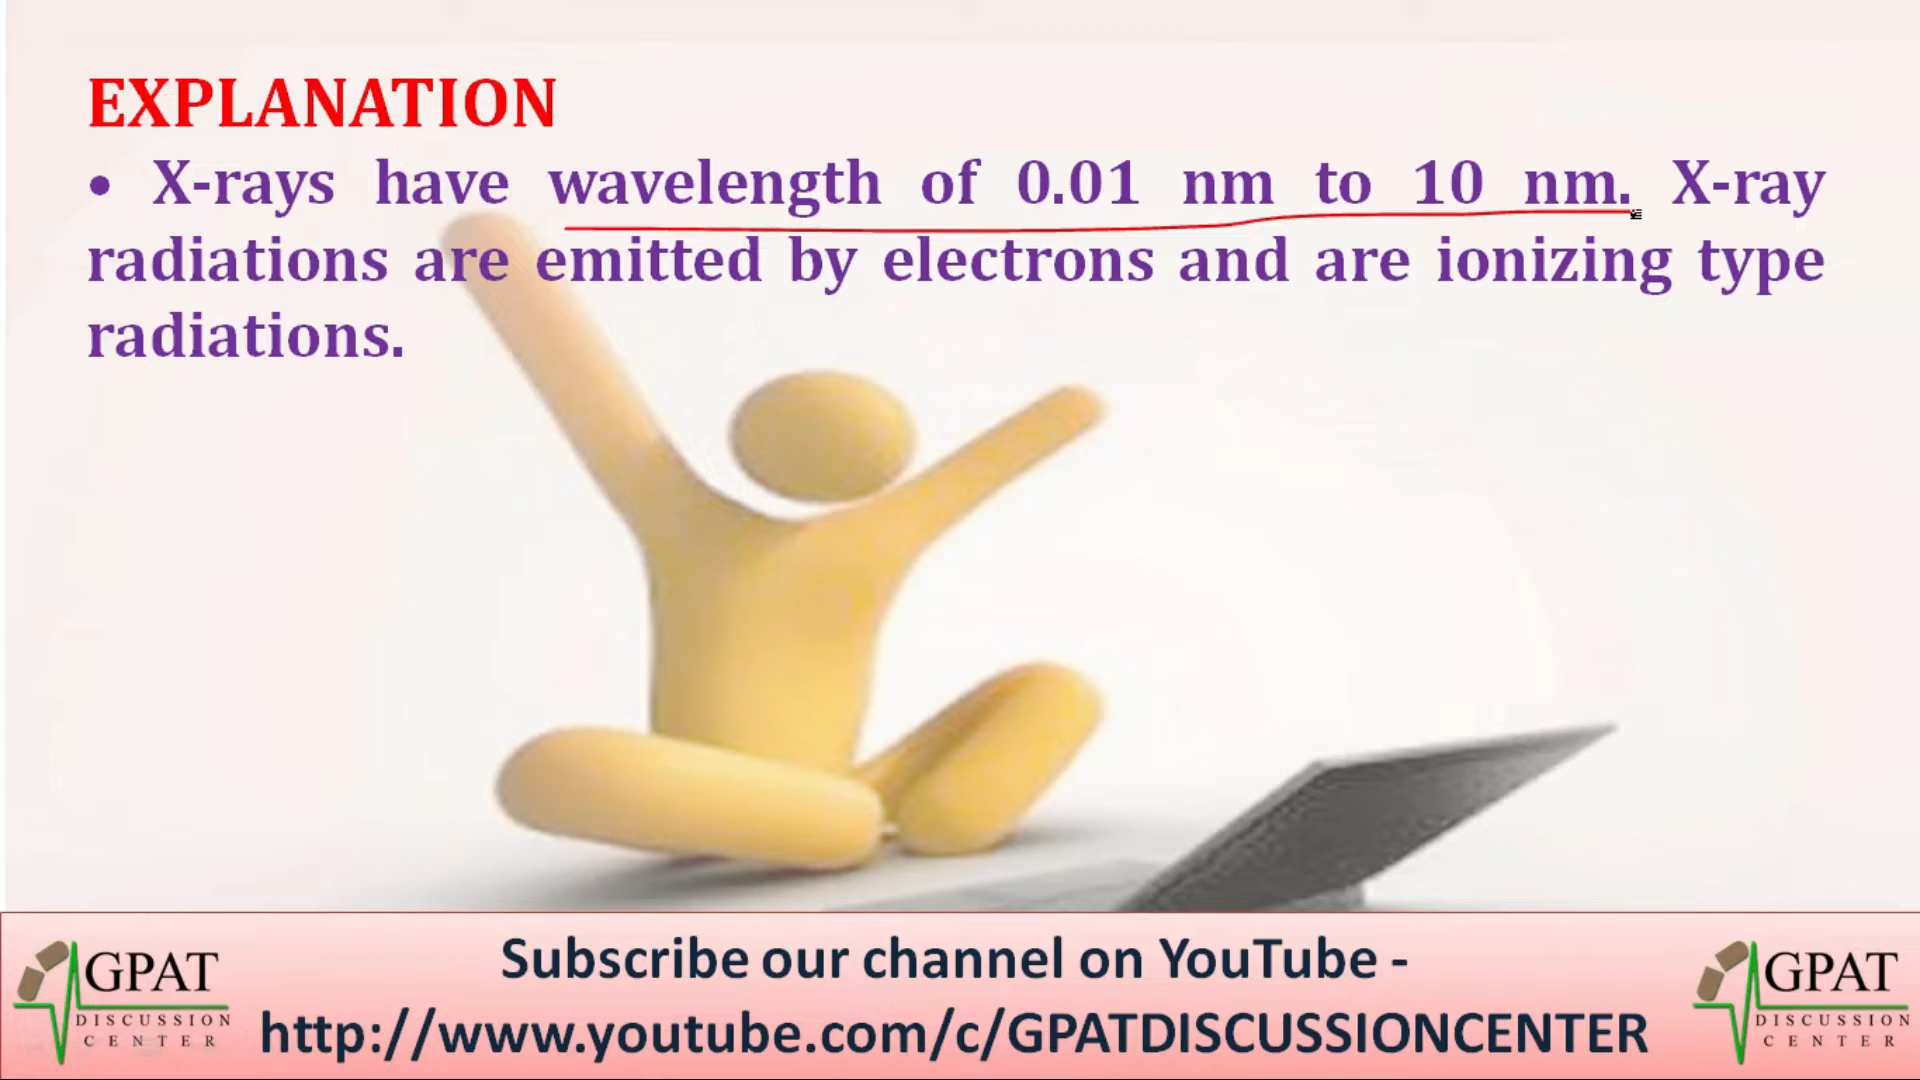 EXPLANATION
• X-rays have wavelength of 0.01 nm to 10 nm. X-ray
radiations are emitted by electrons and are ionizing type
radiations.
Subscribe our channel on YouTube -
http://www.youtube.com/c/GPATDISCUSSIONCENTER
GPAT
DISCUSSION
CENTER
GPAT
DISCUSSION
CENTER